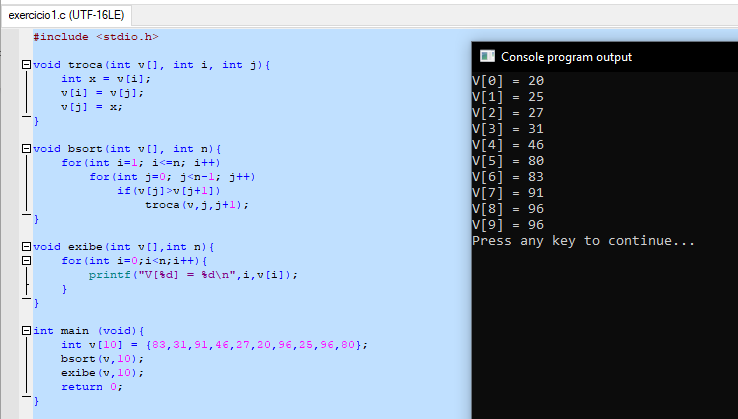 exercicio1.c (UTF-16LE)
#include <stdio.h>
void troca(int v[], int i, int j){
int x = v[i];
v[i] = v[j];
v[j] = x;
}
void bsort(int v[], int n){
for(int i=1; i<=n; i++)
for(int j=0; j<n-1; j++)
if(v[j]>v[j+1])
troca(v,j,j+1);
}
void exibe(int v[],int n){
for(int i=0;i<n;i++){
printf("V[%d] = %d\n",i,v[i]);
}
}
int main (void){
int v[10] = {83,31,91,46,27,20,96,25,96,80};
bsort(v,10);
exibe(v,10);
return 0;
}
Console program output
V[0] = 20
V[1] = 25
V[2] = 27
V[3] = 31
V[4] = 46
V[5] = 80
V[6] = 83
V[7] = 91
V[8] = 96
V[9] = 96
Press any key to continue...